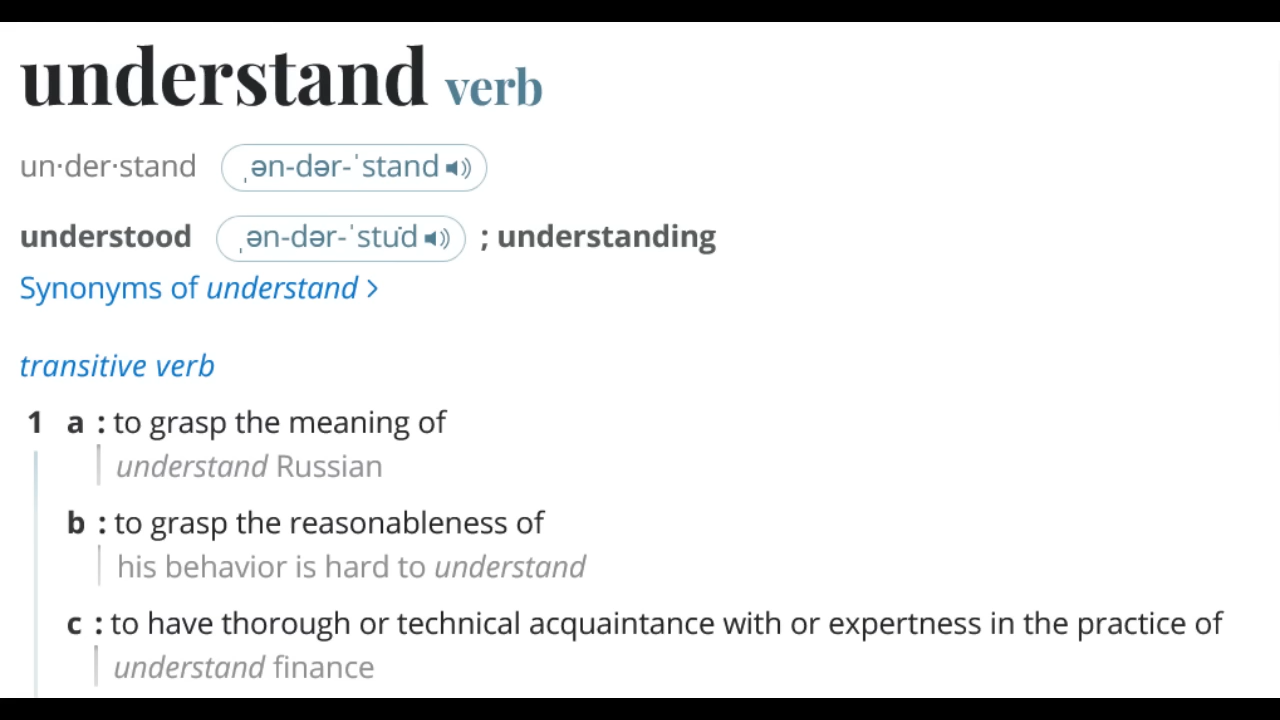 understand verb
un·der·stand ˌən-dər-ˈstand
understood ˌən-dər-ˈstu̇d ; understanding
Synonyms of understand >
transitive verb
1 a : to grasp the meaning of
understand Russian
b : to grasp the reasonableness of
his behavior is hard to understand
c : to have thorough or technical acquaintance with or expertness in the practice of
understand finance